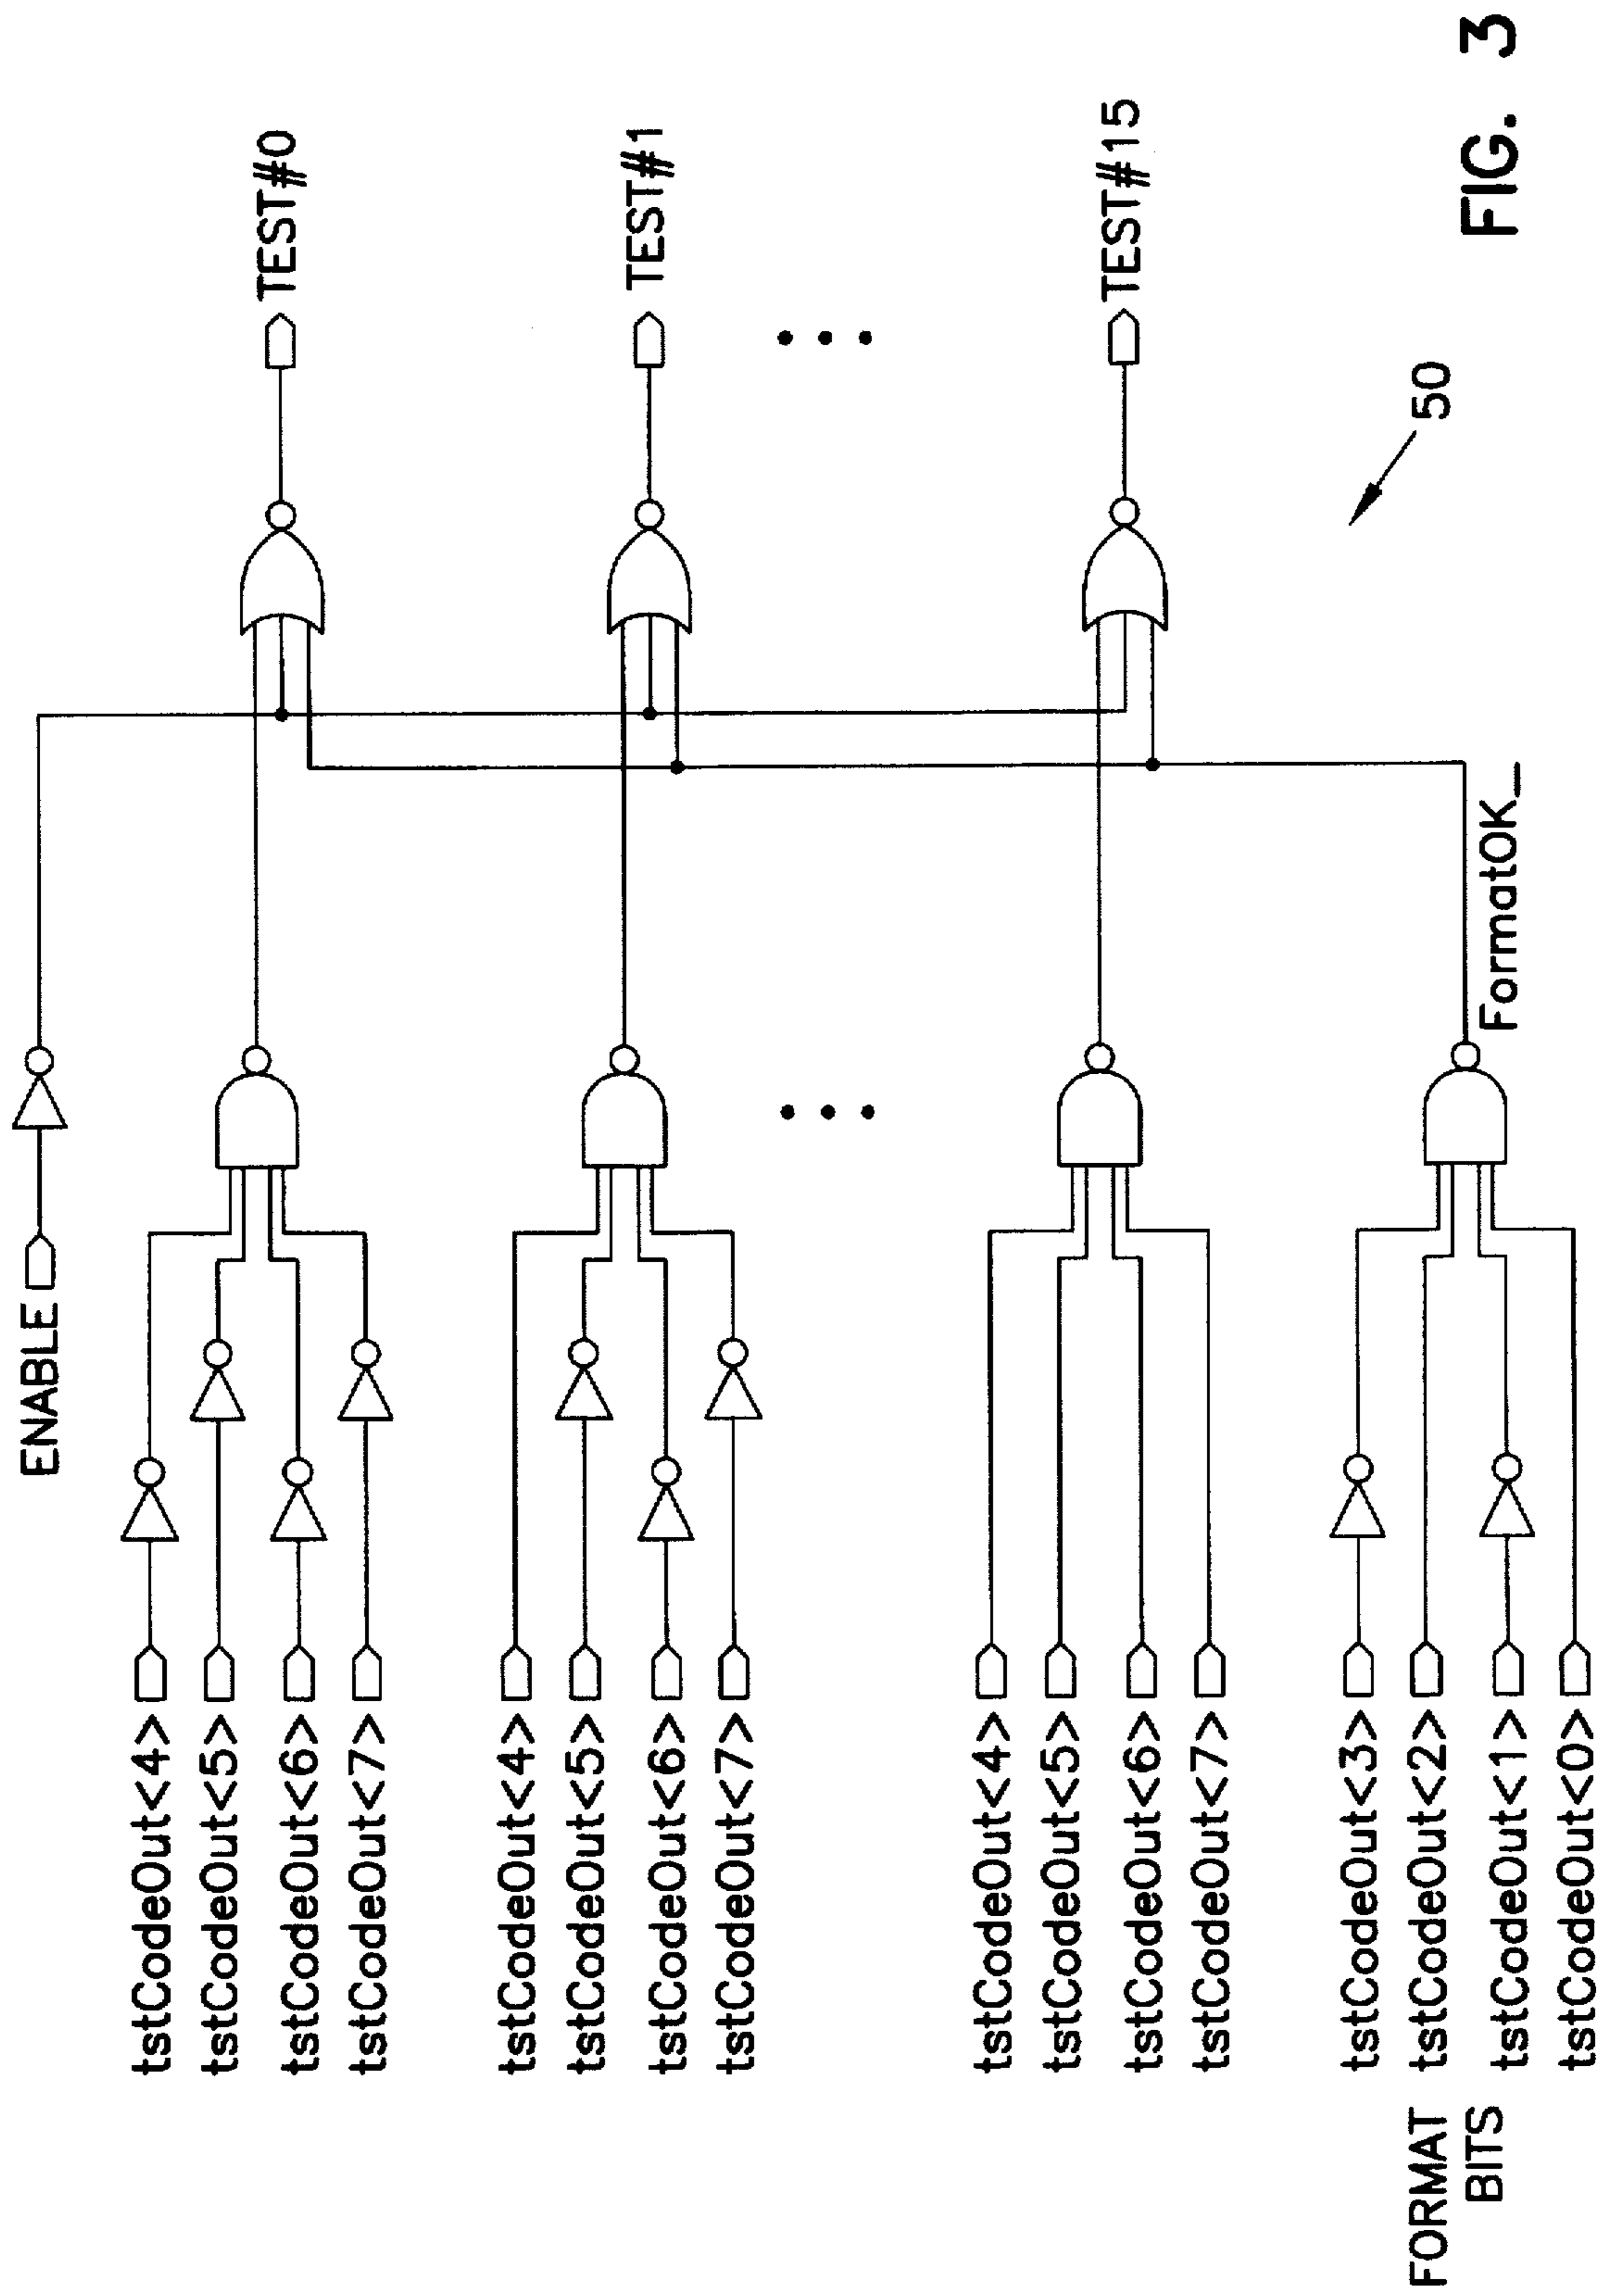 ENABLE
tstCodeOut<4>
tstCodeOut<5>
tstCodeOut<6>
tstCodeOut<7>
TEST#0
tstCodeOut<4>
tstCodeOut<5>
tstCodeOut<6>
tstCodeOut<7>
TEST#1
tstCodeOut<4>
tstCodeOut<5>
tstCodeOut<6>
tstCodeOut<7>
TEST#15
FORMAT
BITS
tstCodeOut<3>
tstCodeOut<2>
tstCodeOut<1>
tstCodeOut<0>
FormatOK_
50
FIG. 3